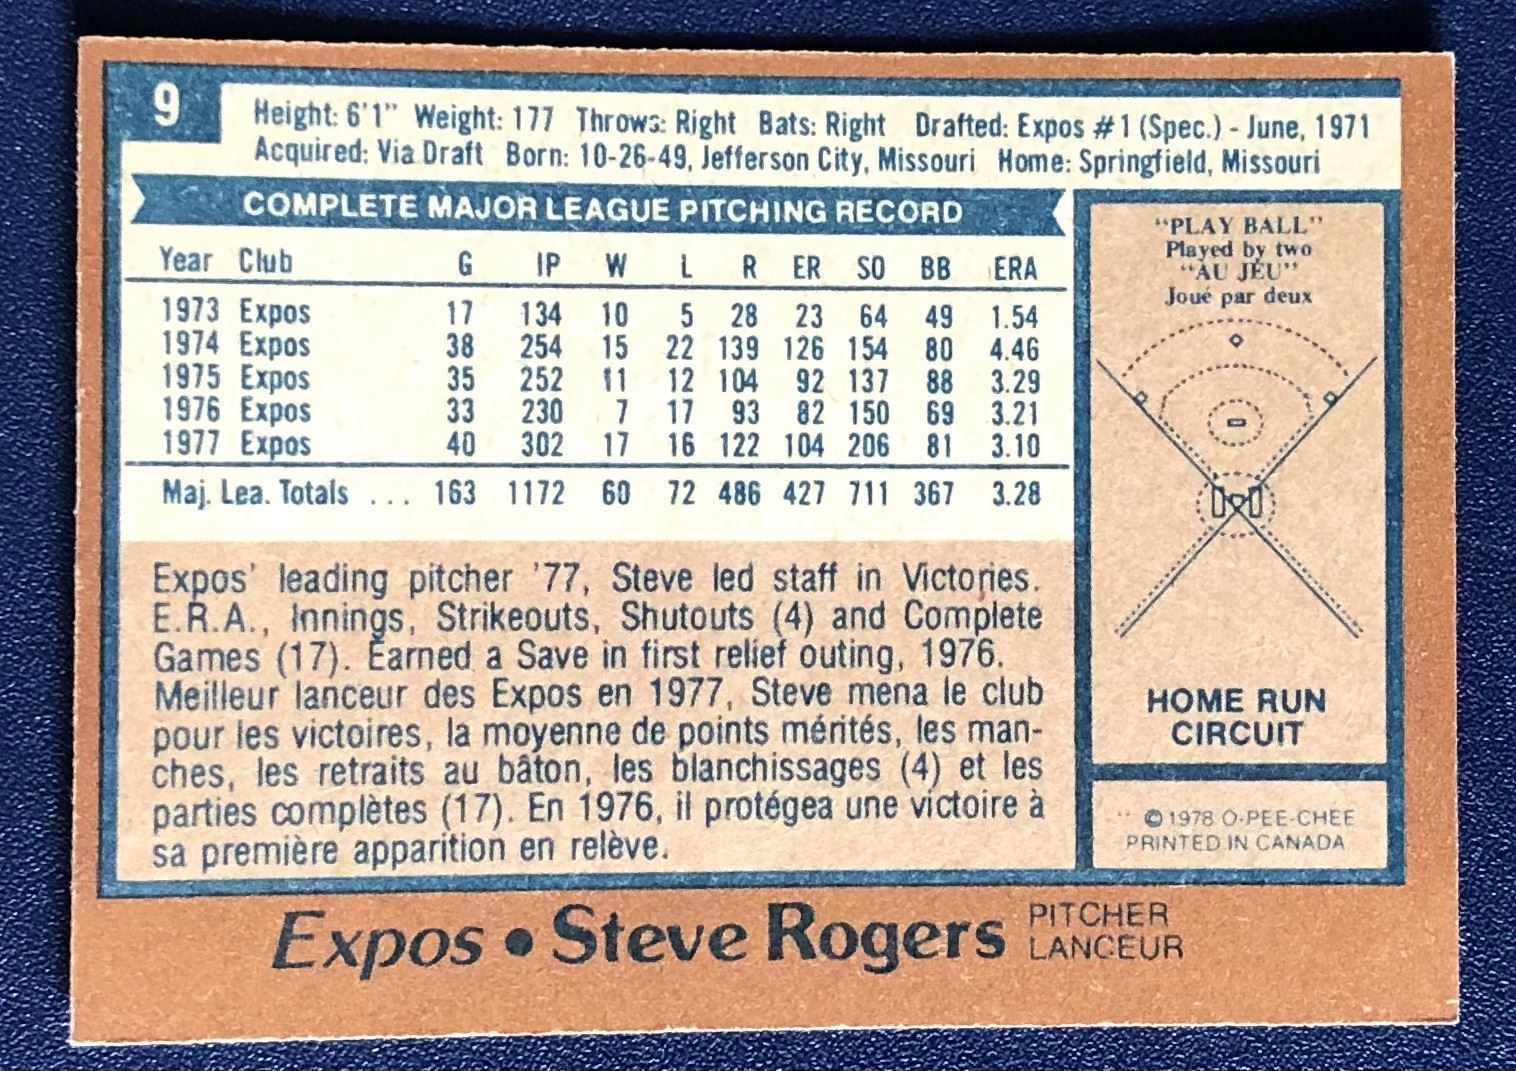 9
Height: 6'1" Weight: 177 Throws: Right Bats: Right Drafted: Expos #1 (Spec.) - June, 1971
Acquired: Via Draft Born: 10-26-49, Jefferson City, Missouri Home: Springfield, Missouri
COMPLETE MAJOR LEAGUE PITCHING RECORD
Year Club G IP W L R ER SO BB ERA
1973 Expos 17 134 10 5 28 23 64 49 1.54
1974 Expos 38 254 15 22 139 126 154 80 4.46
1975 Expos 35 252 11 12 104 92 137 88 3.29
1976 Expos 33 230 7 17 93 82 150 69 3.21
1977 Expos 40 302 17 16 122 104 206 81 3.10
Maj. Lea. Totals ... 163 1172 60 72 486 427 711 367 3.28
Expos' leading pitcher '77, Steve led staff in Victories.
E.R.A., Innings, Strikeouts, Shutouts (4) and Complete
Games (17). Earned a Save in first relief outing, 1976.
Meilleur lanceur des Expos en 1977, Steve mena le club
pour les victoires, la moyenne de points mérités, les man-
ches, les retraits au bâton, les blanchissages (4) et les
parties complètes (17). En 1976, il protégea une victoire à
sa première apparition en relève.
"PLAY BALL"
Played by two
"AU JEU"
Joué par deux
HOME RUN
CIRCUIT
© 1978 O-PEE-CHEE
PRINTED IN CANADA
Expos • Steve Rogers
PITCHER
LANCEUR